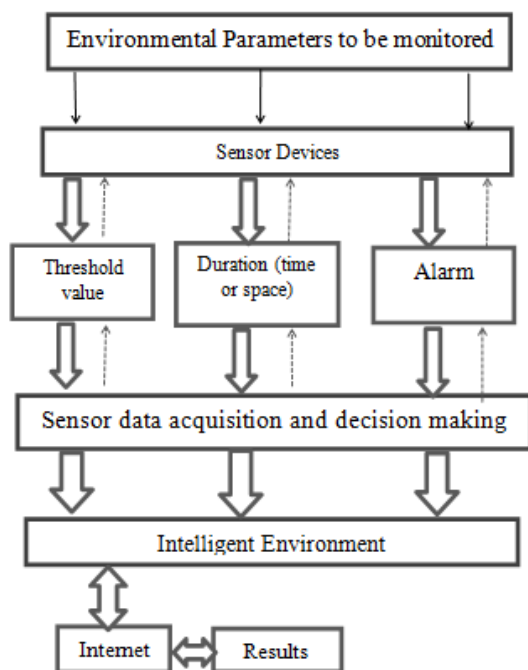 Environmental Parameters to be monitored
Sensor Devices
Threshold
value
Duration (time
or space)
Alarm
Sensor data acquisition and decision making
Intelligent Environment
Internet
Results